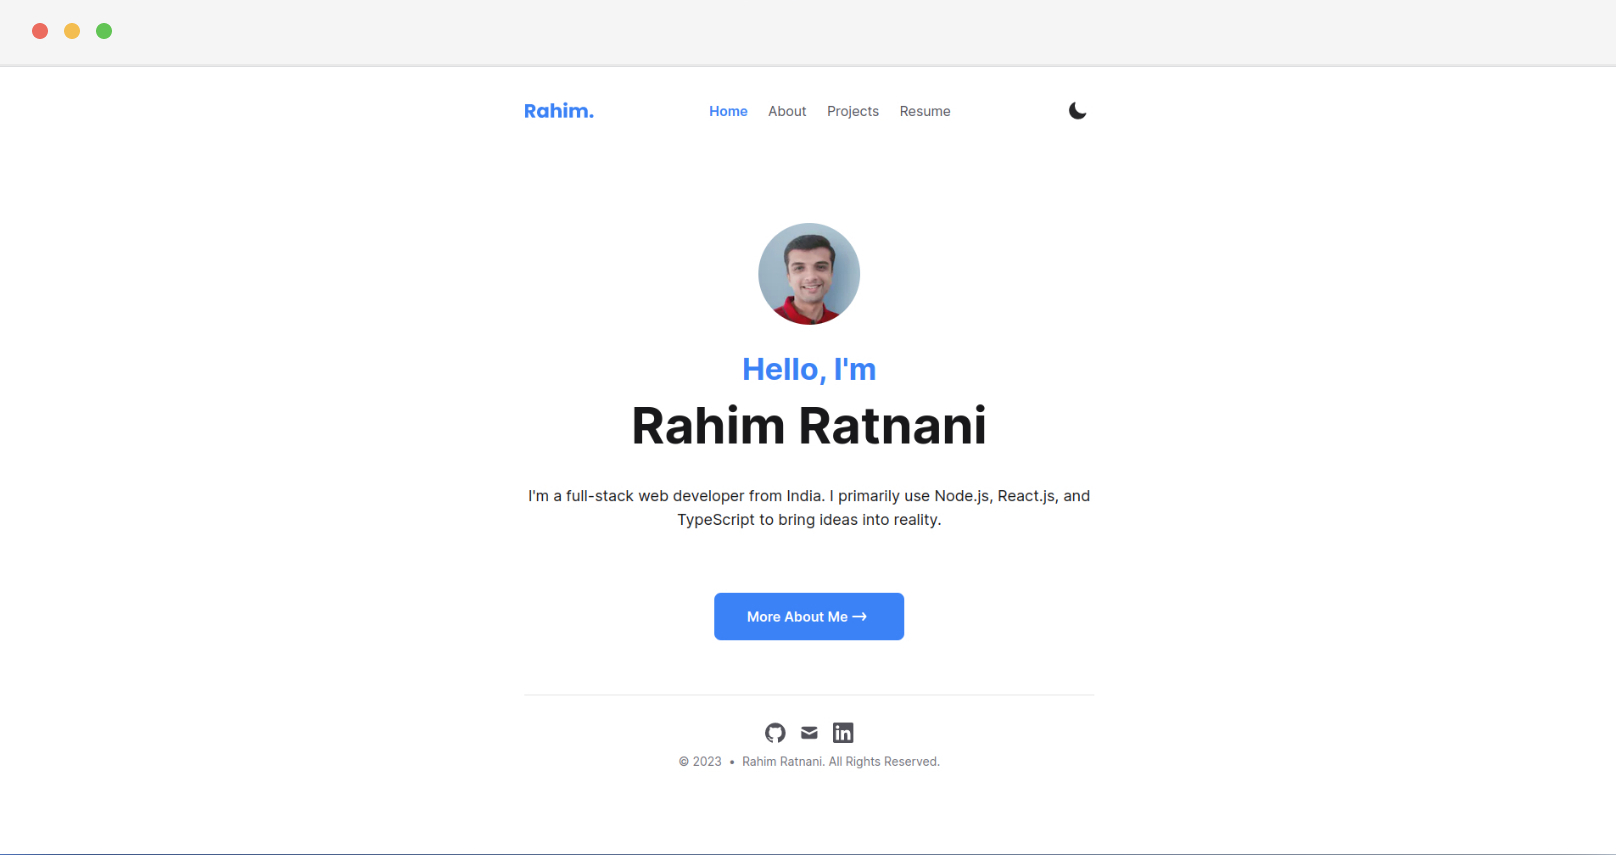 Rahim.
Home About Projects Resume
Hello, I'm
Rahim Ratnani
I'm a full-stack web developer from India. I primarily use Node.js, React.js, and
TypeScript to bring ideas into reality.
More About Me →
in
© 2023 • Rahim Ratnani. All Rights Reserved.